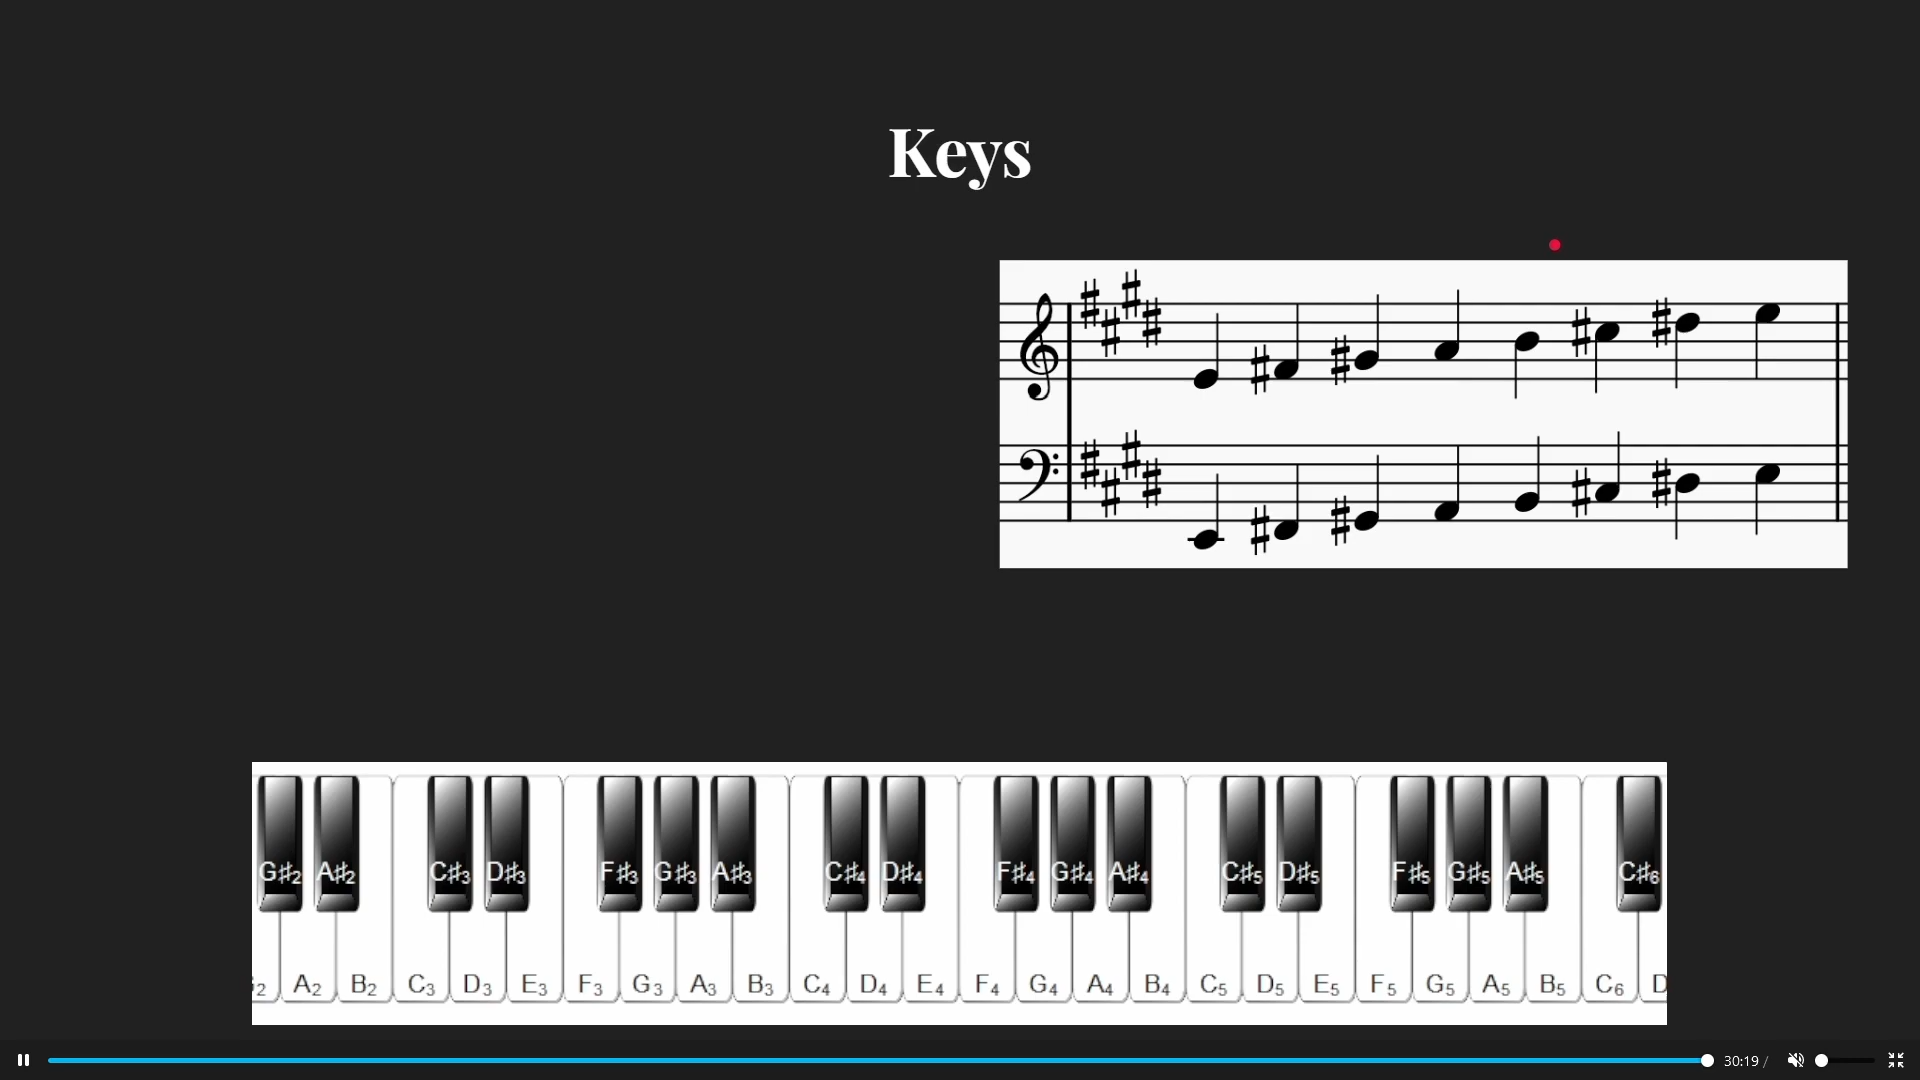 Keys
G♯2 A♯2 C♯3 D♯3 F♯3 G♯3 A♯3 C♯4 D♯4 F♯4 G♯4 A♯4 C♯5 D♯5 F♯5 G♯5 A♯5 C♯6
2 A2 B2 C3 D3 E3 F3 G3 A3 B3 C4 D4 E4 F4 G4 A4 B4 C5 D5 E5 F5 G5 A5 B5 C6 D
30:19 /